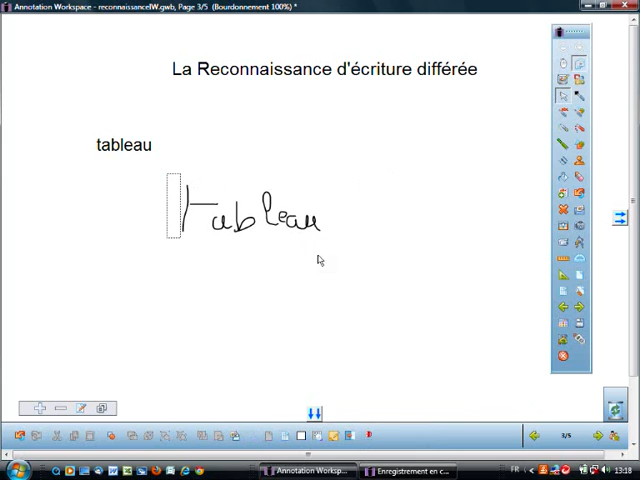 Annotation Workspace - reconnaissanceIW.gwb, Page 3/5 (Bourdonnement 100%) *
La Reconnaissance d'écriture différée
tableau
tableau
3/5
Annotation Worksp...
Enregistrement en c...
FR
13:18